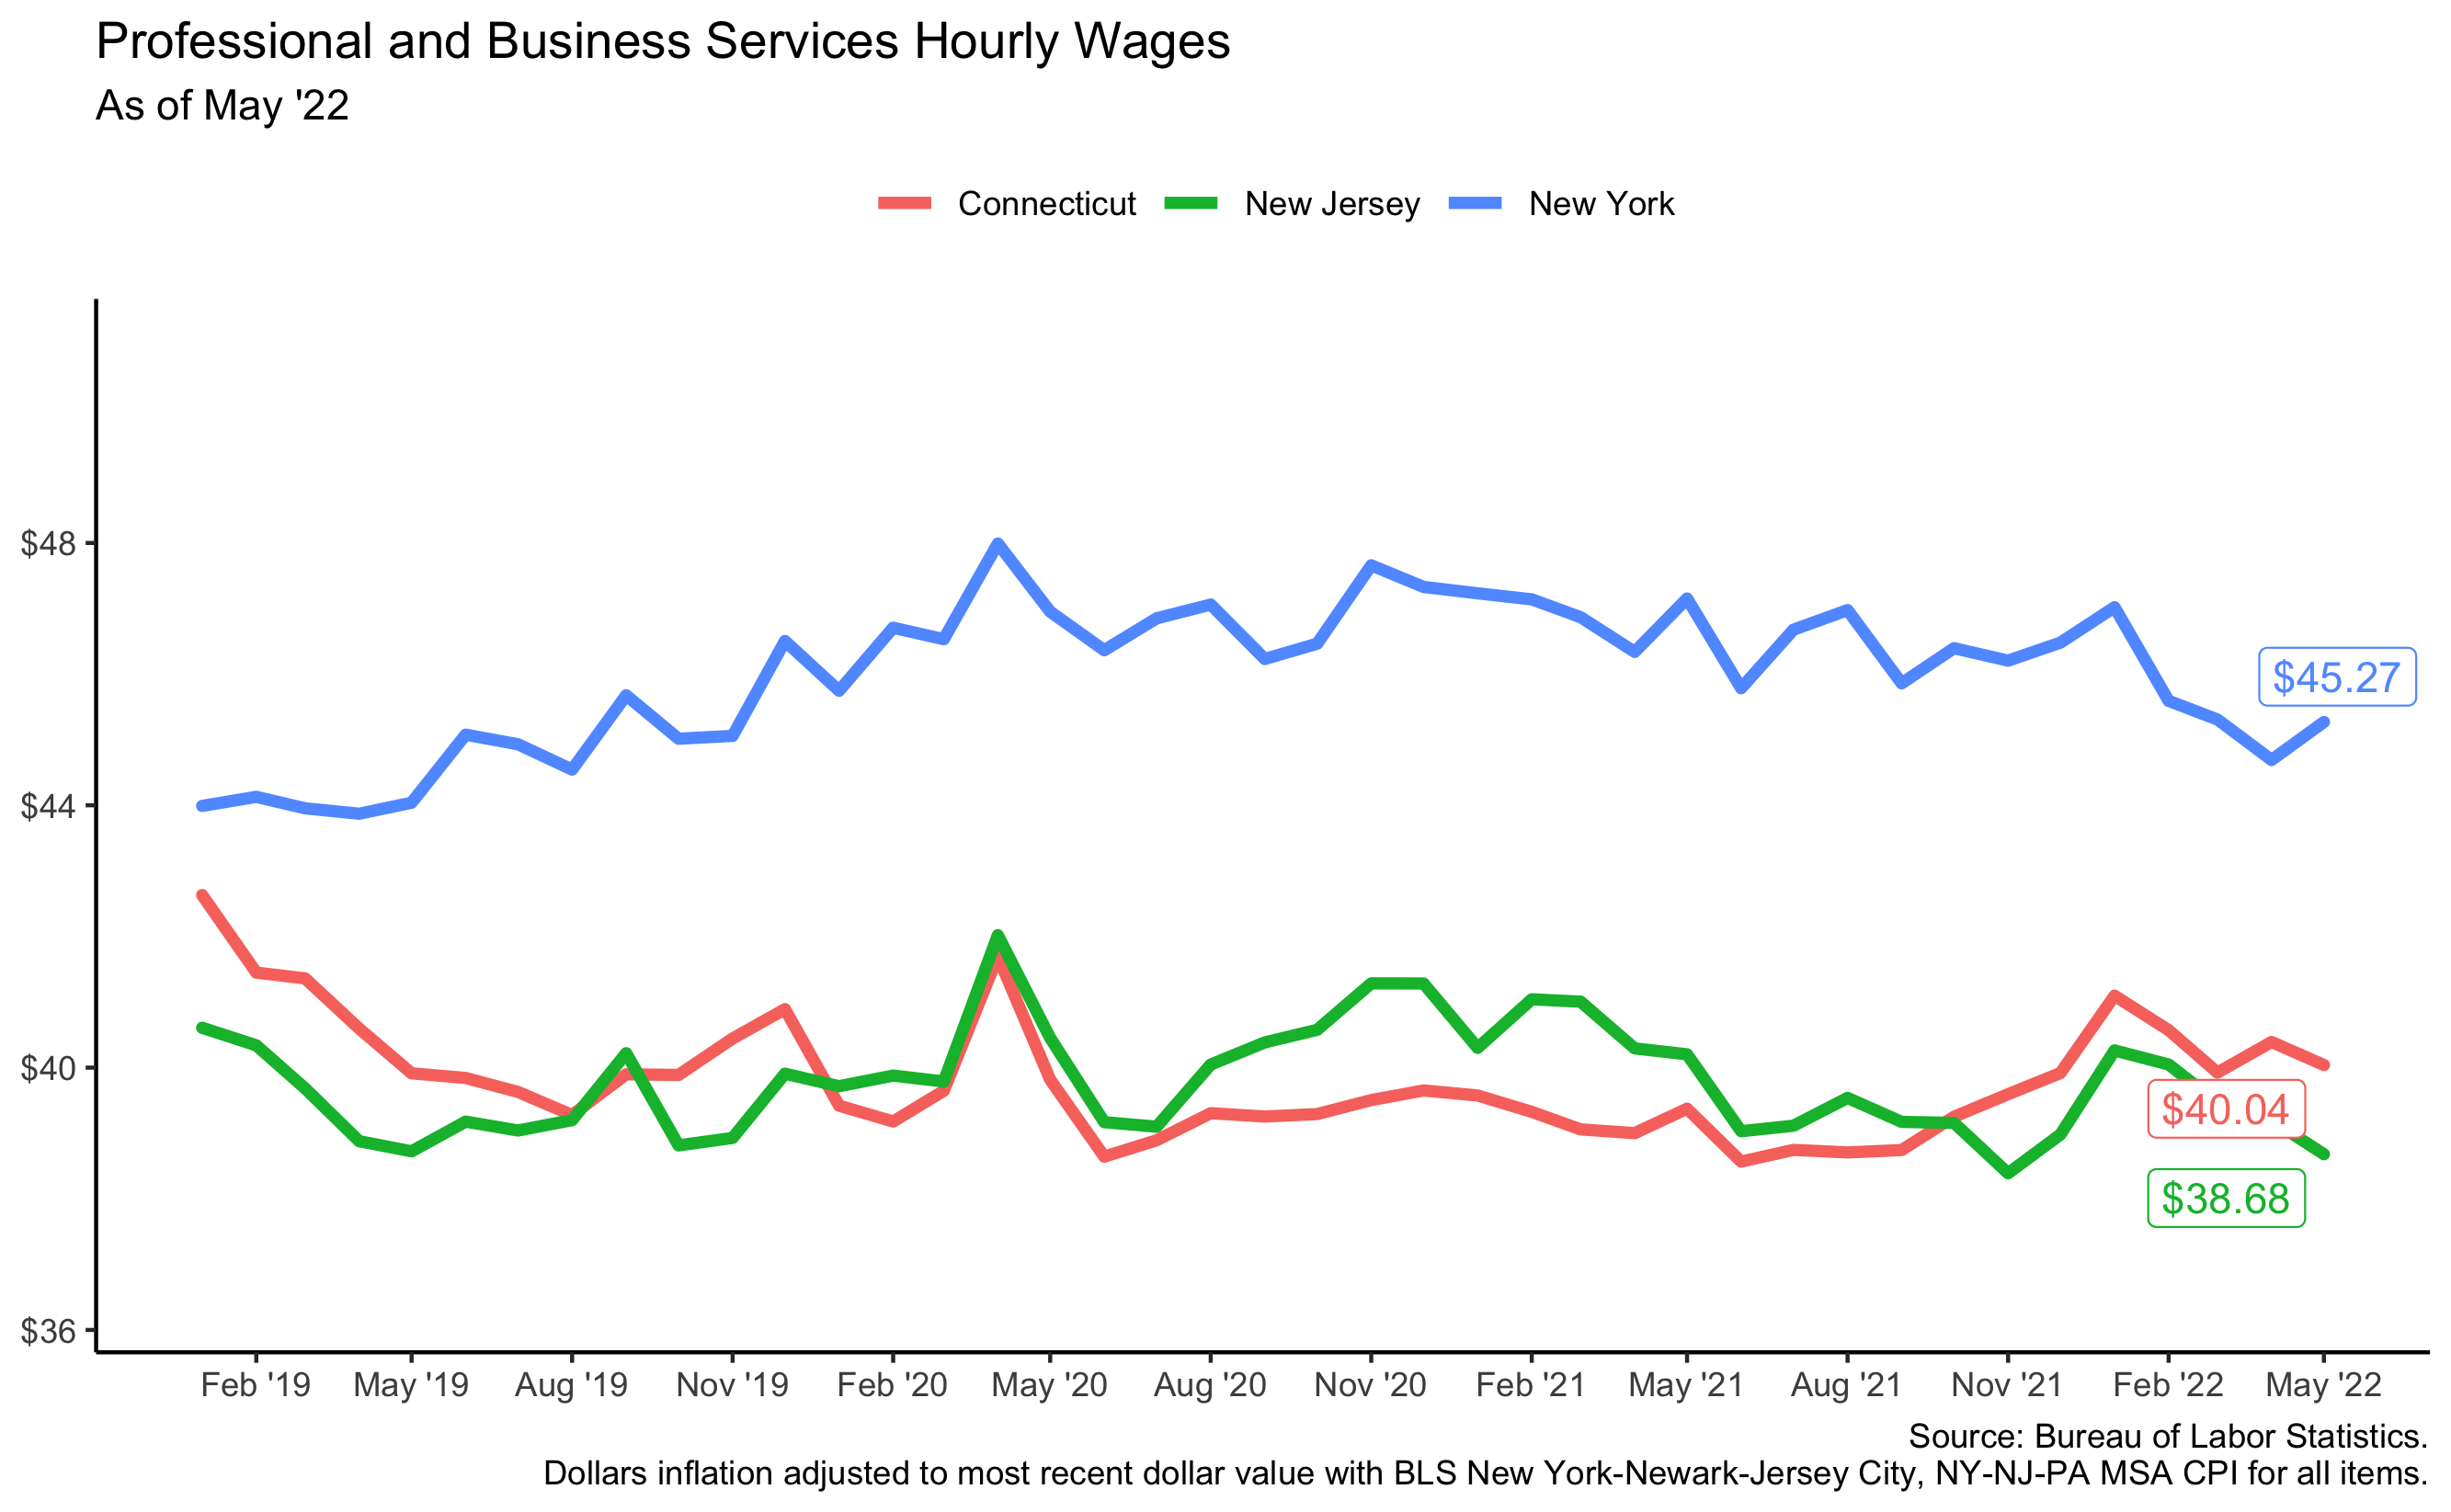 Professional and Business Services Hourly Wages
As of May '22
Connecticut New Jersey New York
$48
$44
$40
$36
$45.27
$40.04
$38.68
Feb '19 May '19 Aug '19 Nov '19 Feb '20 May '20 Aug '20 Nov '20 Feb '21 May '21 Aug '21 Nov '21 Feb '22 May '22
Source: Bureau of Labor Statistics.
Dollars inflation adjusted to most recent dollar value with BLS New York-Newark-Jersey City, NY-NJ-PA MSA CPI for all items.